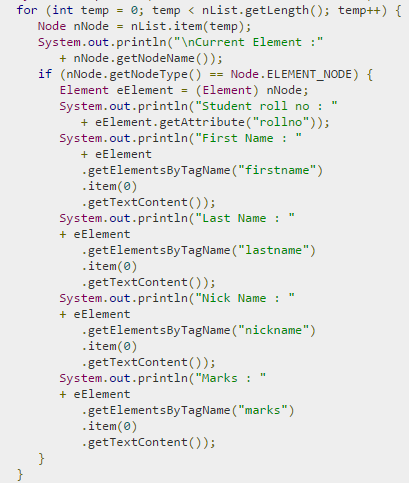 for (int temp = 0; temp < nList.getLength(); temp++) {
Node nNode = nList.item(temp);
System.out.println("\nCurrent Element :"
+ nNode.getNodeName());
if (nNode.getNodeType() == Node.ELEMENT_NODE) {
Element eElement = (Element) nNode;
System.out.println("Student roll no : "
+ eElement.getAttribute("rollno"));
System.out.println("First Name : "
+ eElement
.getElementsByTagName("firstname")
.item(0)
.getTextContent());
System.out.println("Last Name : "
+ eElement
.getElementsByTagName("lastname")
.item(0)
.getTextContent());
System.out.println("Nick Name : "
+ eElement
.getElementsByTagName("nickname")
.item(0)
.getTextContent());
System.out.println("Marks : "
+ eElement
.getElementsByTagName("marks")
.item(0)
.getTextContent());
}
}